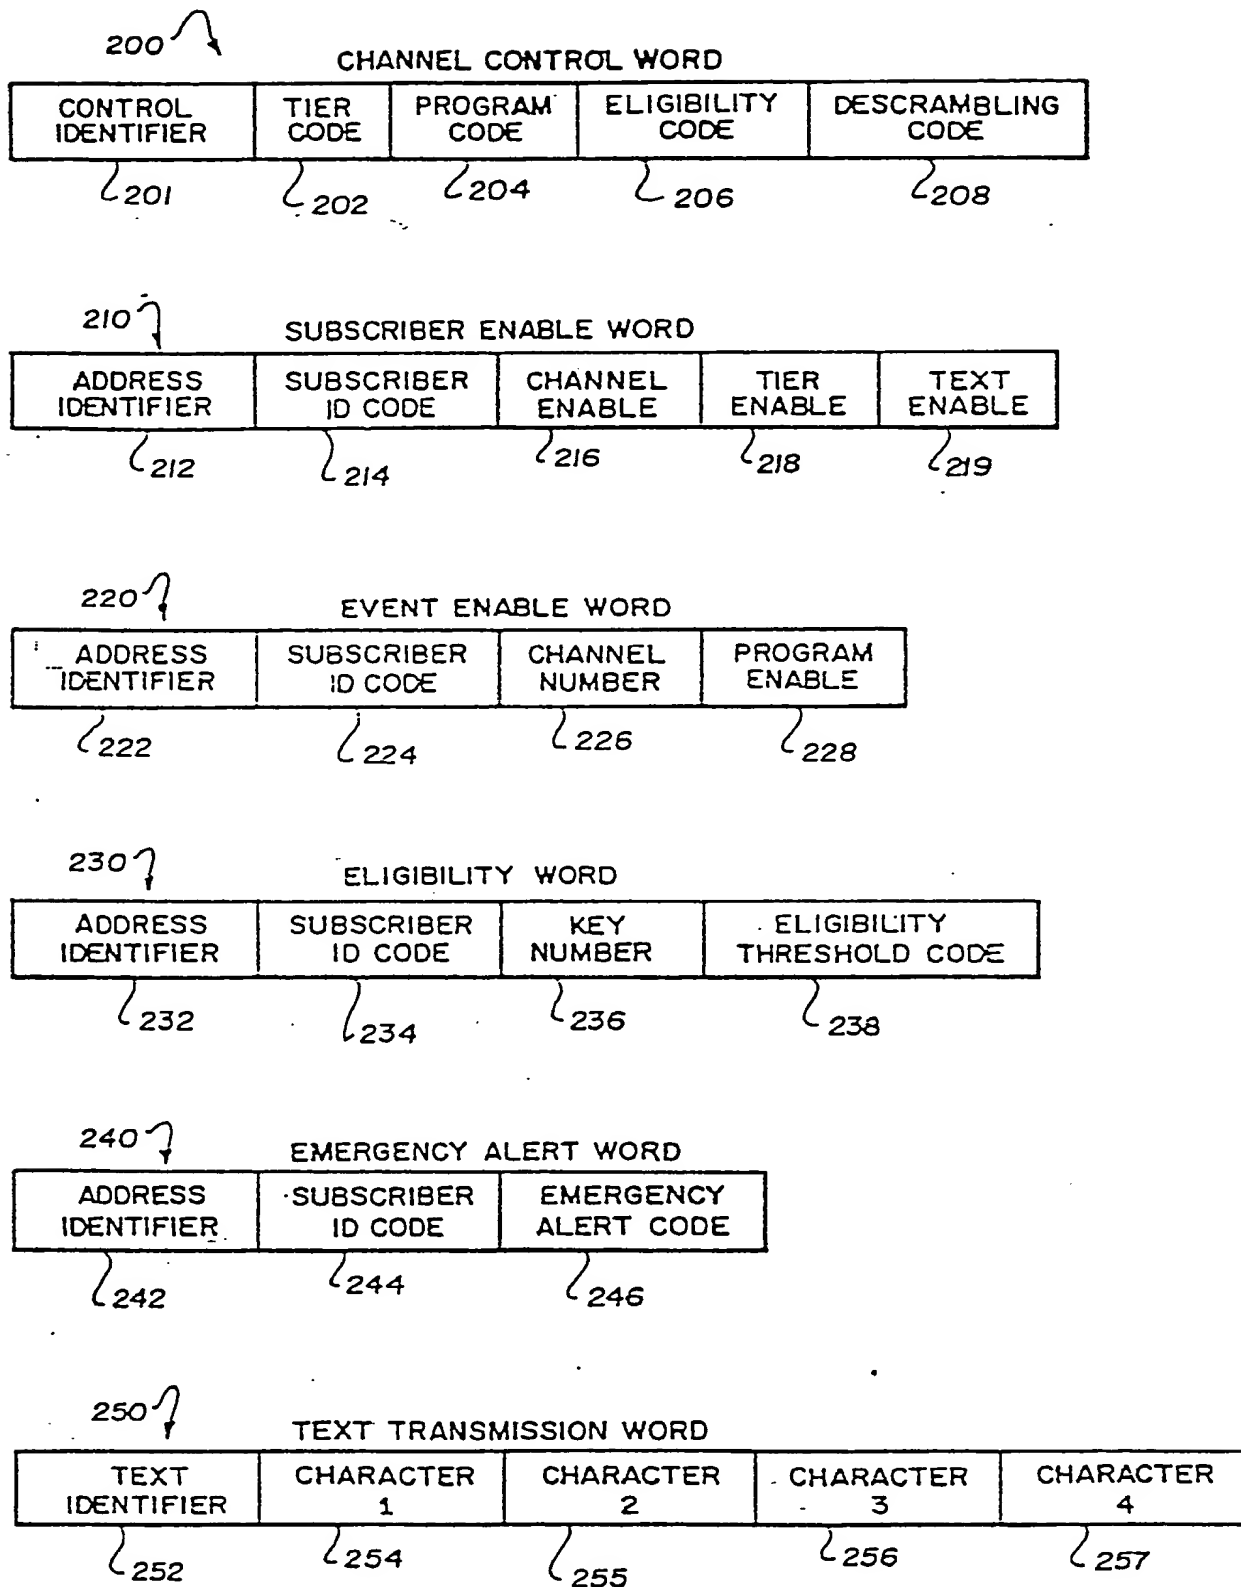 200
CHANNEL CONTROL WORD
CONTROL IDENTIFIER
TIER CODE
PROGRAM CODE
ELIGIBILITY CODE
DESCRAMBLING CODE
201
202
204
206
208
210
SUBSCRIBER ENABLE WORD
ADDRESS IDENTIFIER
SUBSCRIBER ID CODE
CHANNEL ENABLE
TIER ENABLE
TEXT ENABLE
212
214
216
218
219
220
EVENT ENABLE WORD
ADDRESS IDENTIFIER
SUBSCRIBER ID CODE
CHANNEL NUMBER
PROGRAM ENABLE
222
224
226
228
230
ELIGIBILITY WORD
ADDRESS IDENTIFIER
SUBSCRIBER ID CODE
KEY NUMBER
ELIGIBILITY THRESHOLD CODE
232
234
236
238
240
EMERGENCY ALERT WORD
ADDRESS IDENTIFIER
SUBSCRIBER ID CODE
EMERGENCY ALERT CODE
242
244
246
250
TEXT TRANSMISSION WORD
TEXT IDENTIFIER
CHARACTER 1
CHARACTER 2
CHARACTER 3
CHARACTER 4
252
254
255
256
257